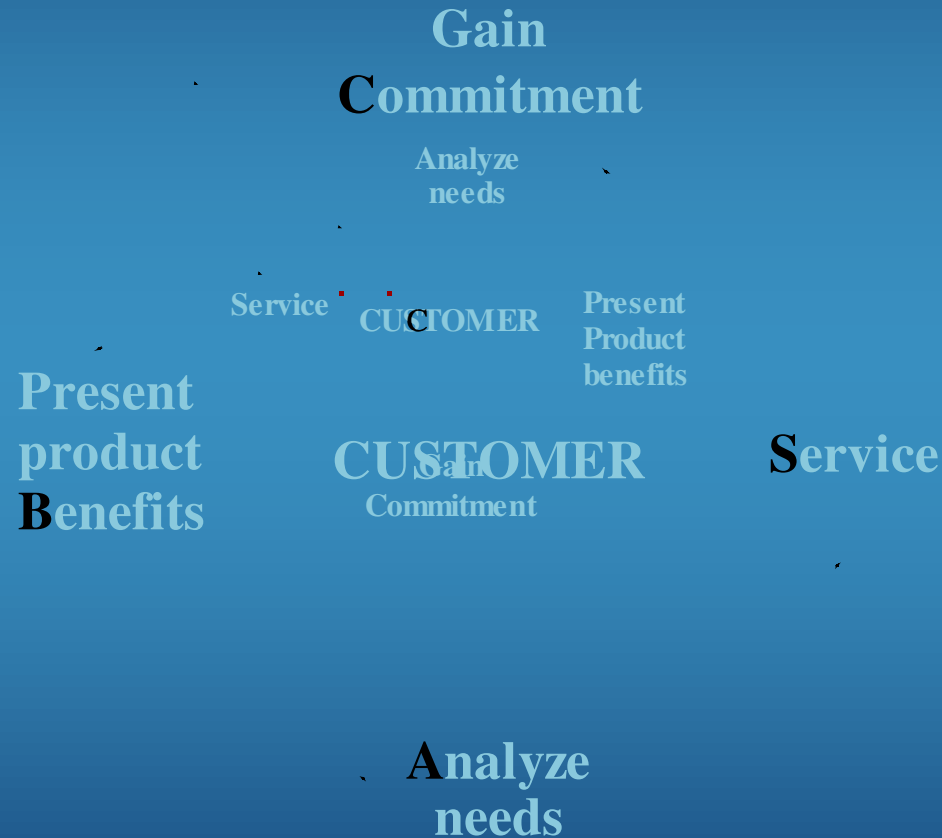 Gain
Commitment
Analyze
needs
Service
CUSTOMER
C
Present
Product
benefits
Present
product
Benefits
CUSTOMER
Gain
Commitment
Service
Analyze
needs